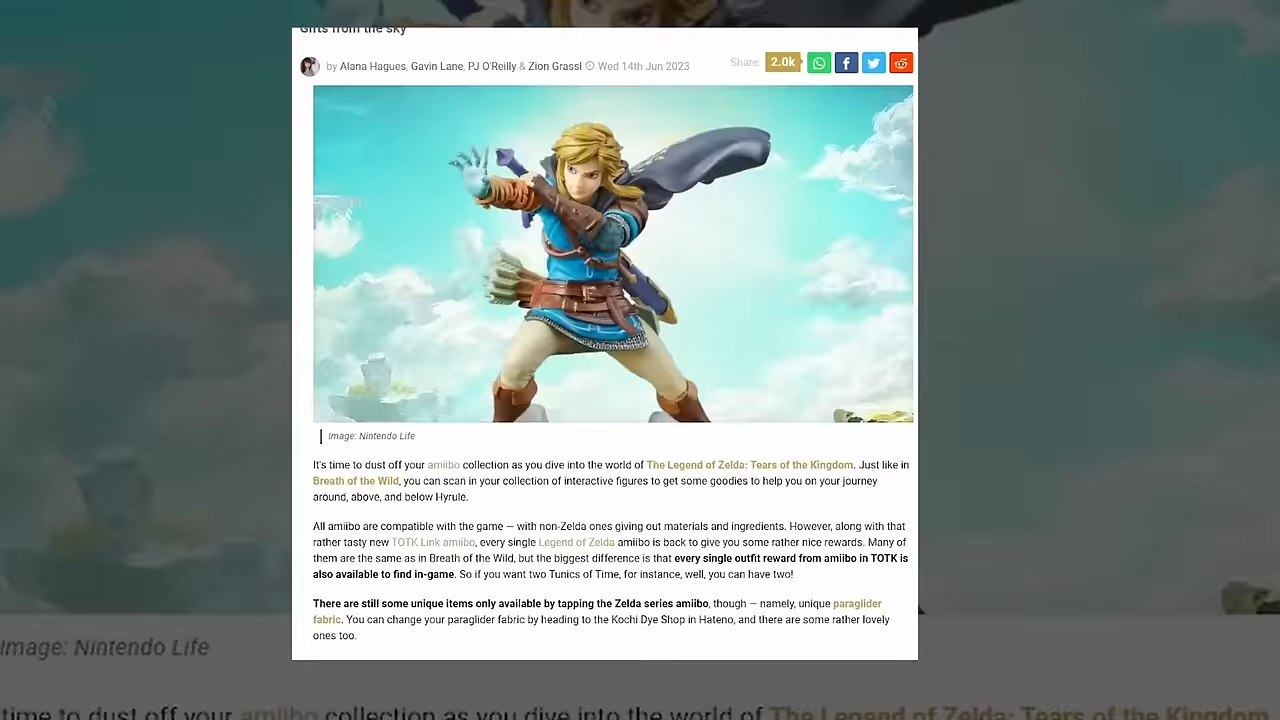 Gifts from the sky
by Alana Hagues, Gavin Lane, PJ O'Reilly & Zion Grassl Wed 14th Jun 2023
Share: 2.0k
Image: Nintendo Life
It's time to dust off your amiibo collection as you dive into the world of The Legend of Zelda: Tears of the Kingdom. Just like in
Breath of the Wild, you can scan in your collection of interactive figures to get some goodies to help you on your journey
around, above, and below Hyrule.
All amiibo are compatible with the game — with non-Zelda ones giving out materials and ingredients. However, along with that
rather tasty new TOTK Link amiibo, every single Legend of Zelda amiibo is back to give you some rather nice rewards. Many of
them are the same as in Breath of the Wild, but the biggest difference is that every single outfit reward from amiibo in TOTK is
also available to find in-game. So if you want two Tunics of Time, for instance, well, you can have two!
There are still some unique items only available by tapping the Zelda series amiibo, though — namely, unique paraglider
fabric. You can change your paraglider fabric by heading to the Kochi Dye Shop in Hateno, and there are some rather lovely
ones too.
Image: Nintendo Life
time to dust off your amiibo collection as you dive into the world of The Legend of Zelda: Tears of the Kingdom